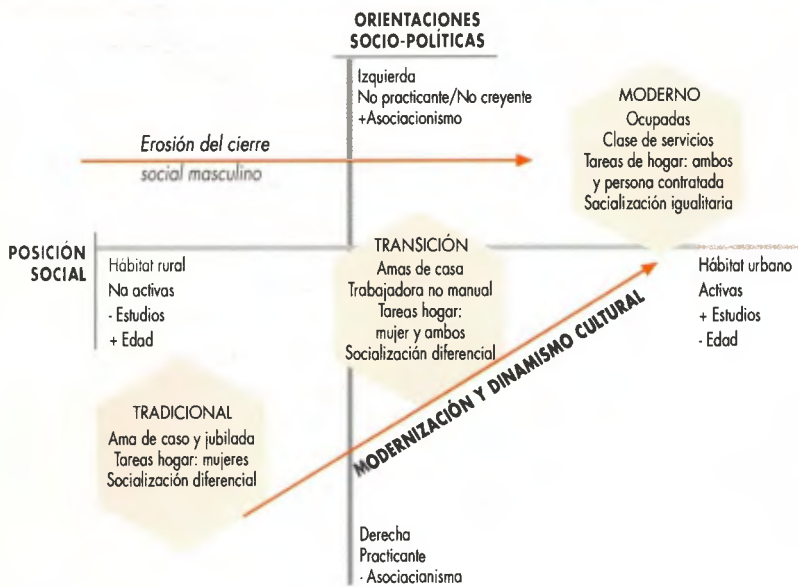 ORIENTACIONES
SOCIO-POLÍTICAS
Izquierda
No practicante/No creyente
+Asociacionismo
MODERNO
Ocupadas
Clase de servicios
Tareas de hogar: ambos
y persona contratada
Sacialización igualitaria
Erosión del cierre
social masculino
POSICIÓN
SOCIAL
Hábitat rural
Na activas
- Estudios
+ Edad
TRANSICIÓN
Amas de casa
Trabajadora no manual
Tareas hogar:
mujer y ambos
Socialización diferencial
Hábitat urbano
Activas
+ Estudios
- Edad
MODERNIZACIÓN Y DINAMISMO CULTURAL
TRADICIONAL
Ama de caso y jubilada
Tareas hogar: mujeres
Socialización diferencial
Derecha
Practicante
- Asociacianisma